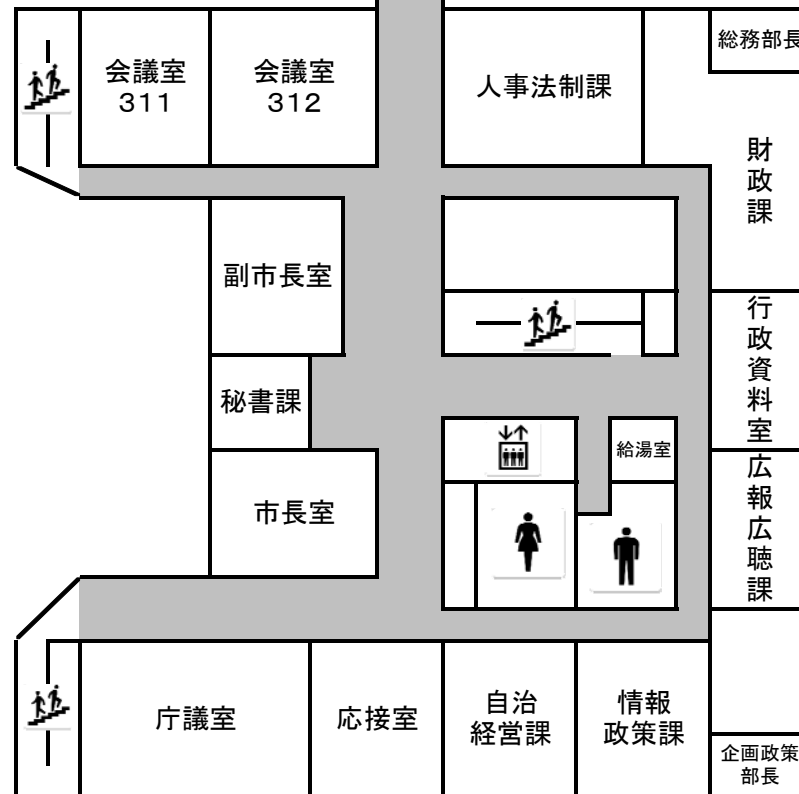 会議室
311
会議室
312
人事法制課
総務部長
財政課
副市長室
行政資料室
秘書課
給湯室
広報広聴課
市長室
庁議室
応接室
自治
経営課
情報
政策課
企画政策
部長